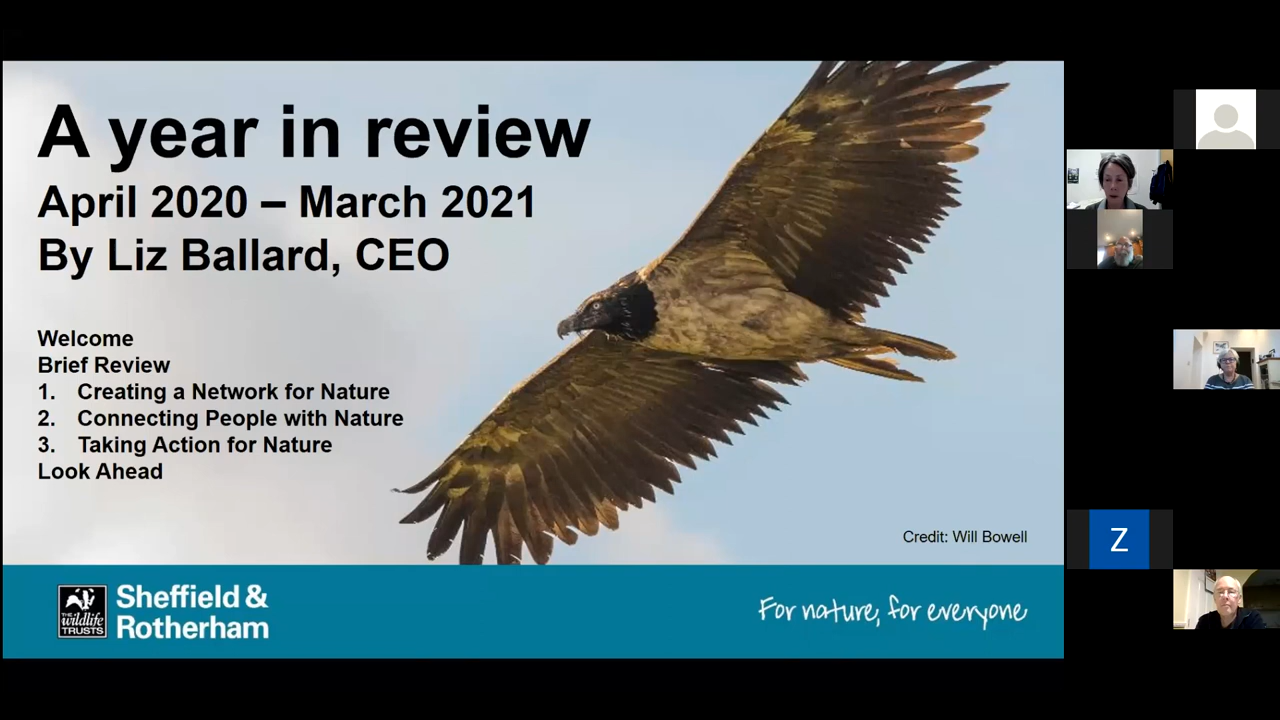 A year in review
April 2020 – March 2021
By Liz Ballard, CEO
Welcome
Brief Review
1. Creating a Network for Nature
2. Connecting People with Nature
3. Taking Action for Nature
Look Ahead
Credit: Will Bowell
THE
wildlife
TRUSTS
Sheffield &
Rotherham
For nature, for everyone
Z